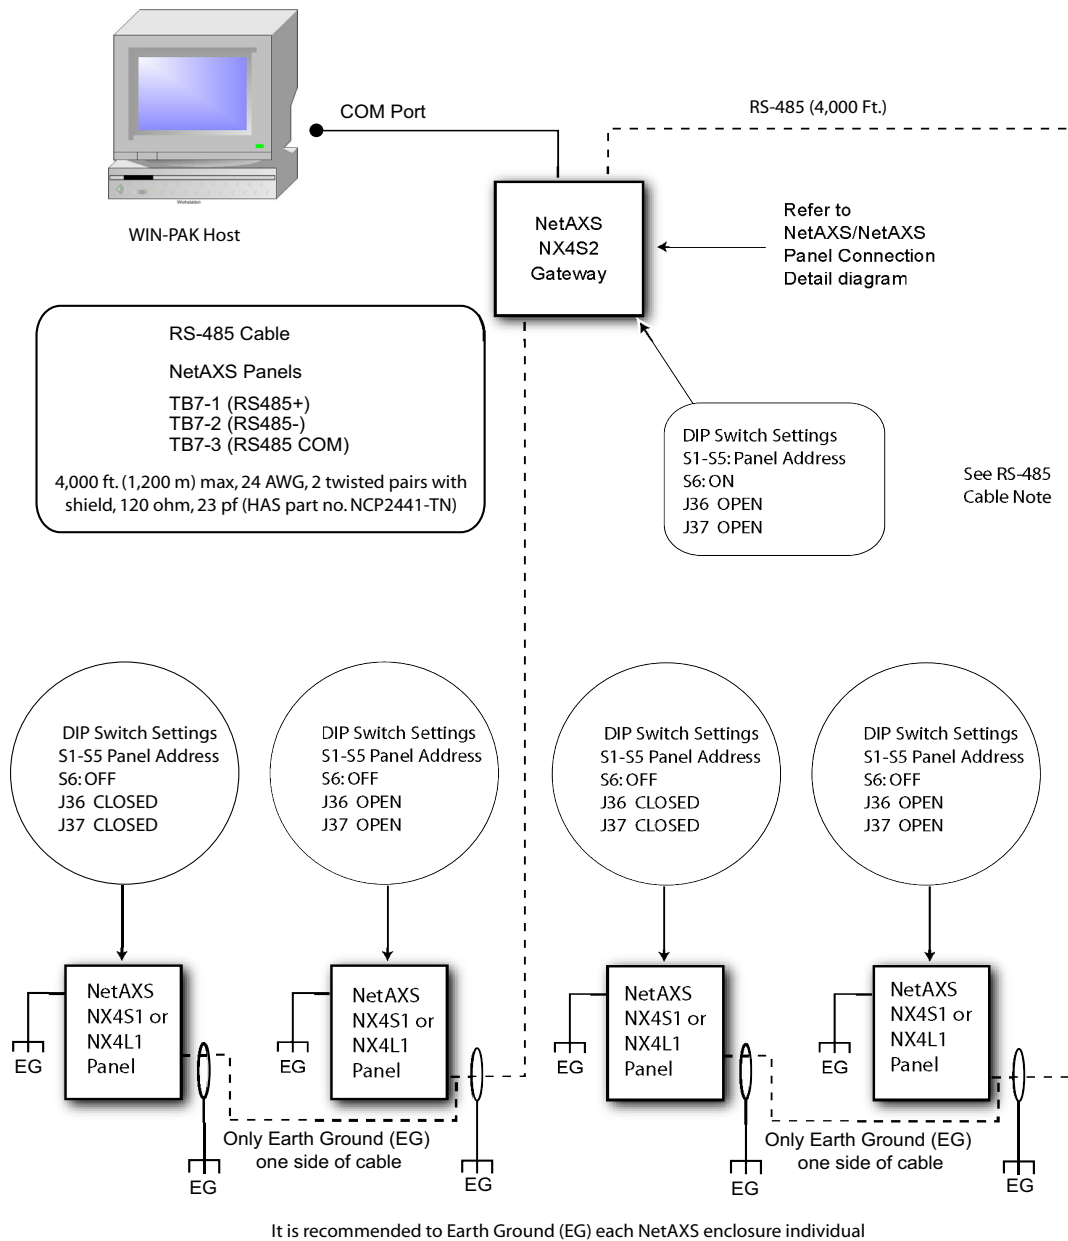 COM Port
RS-485 (4,000 Ft.)
Workstation
WIN-PAK Host
NetAXS
NX4S2
Gateway
Refer to
NetAXS/NetAXS
Panel Connection
Detail diagram
RS-485 Cable
NetAXS Panels
TB7-1 (RS485+)
TB7-2 (RS485-)
TB7-3 (RS485 COM)
4,000 ft. (1,200 m) max, 24 AWG, 2 twisted pairs with
shield, 120 ohm, 23 pf (HAS part no. NCP2441-TN)
DIP Switch Settings
S1-S5: Panel Address
S6: ON
J36 OPEN
J37 OPEN
See RS-485
Cable Note
DIP Switch Settings
S1-S5 Panel Address
S6: OFF
J36 CLOSED
J37 CLOSED
DIP Switch Settings
S1-S5 Panel Address
S6: OFF
J36 OPEN
J37 OPEN
DIP Switch Settings
S1-S5 Panel Address
S6: OFF
J36 CLOSED
J37 CLOSED
DIP Switch Settings
S1-S5 Panel Address
S6: OFF
J36 OPEN
J37 OPEN
NetAXS
NX4S1 or
NX4L1
Panel
EG
NetAXS
NX4S1 or
NX4L1
Panel
EG
NetAXS
NX4S1 or
NX4L1
Panel
EG
NetAXS
NX4S1 or
NX4L1
Panel
EG
Only Earth Ground (EG)
one side of cable
EG
EG
Only Earth Ground (EG)
one side of cable
EG
EG
It is recommended to Earth Ground (EG) each NetAXS enclosure individual